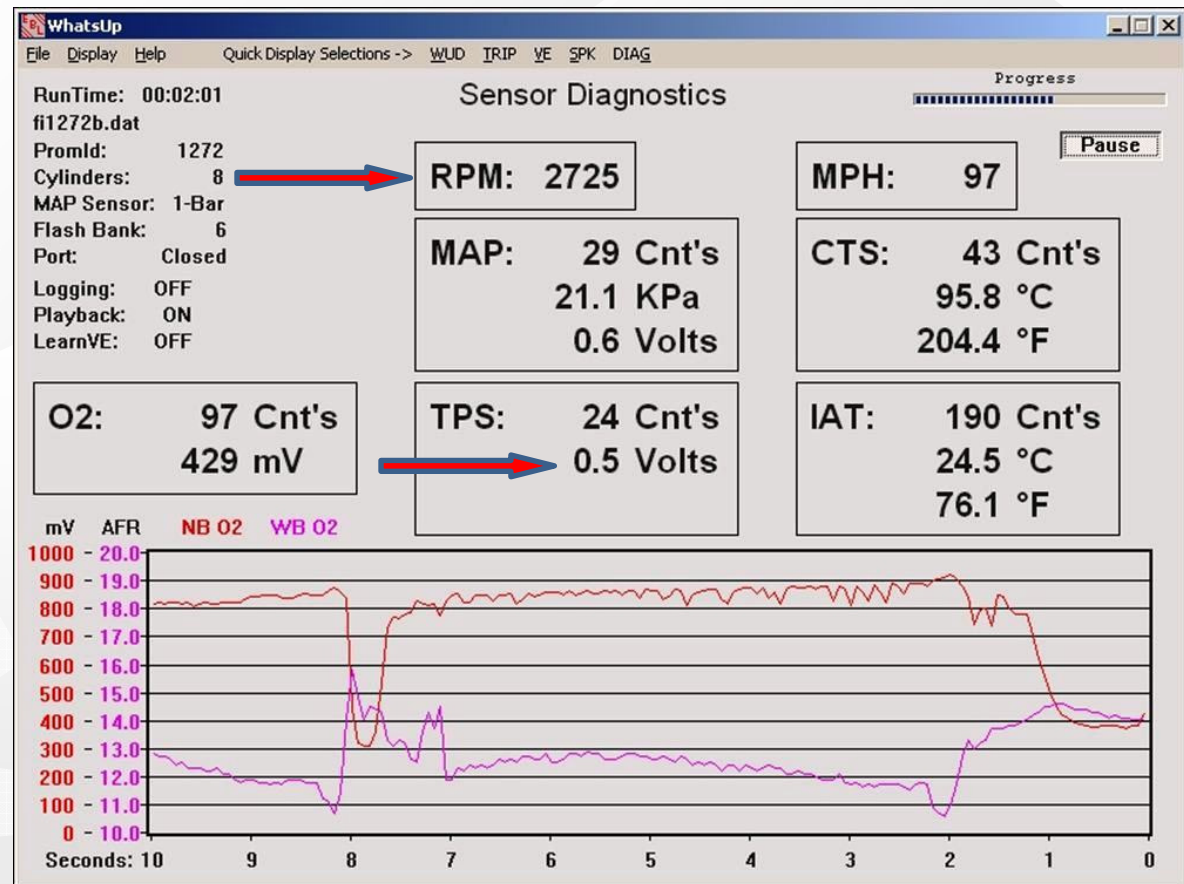 WhatsUp
File Display Help Quick Display Selections -> WUD TRIP VE SPK DIAG
RunTime: 00:02:01
Sensor Diagnostics
Progress
fi1272b.dat
PromId: 1272
Pause
Cylinders: 8
RPM: 2725
MPH: 97
MAP Sensor: 1-Bar
Flash Bank: 6
Port: Closed
Logging: OFF
Playback: ON
LearnVE: OFF
MAP: 29 Cnt's
21.1 KPa
0.6 Volts
CTS: 43 Cnt's
95.8 °C
204.4 °F
O2: 97 Cnt's
429 mV
TPS: 24 Cnt's
0.5 Volts
IAT: 190 Cnt's
24.5 °C
76.1 °F
mV AFR NB O2 WB O2
1000 - 20.0
900 - 19.0
800 - 18.0
700 - 17.0
600 - 16.0
500 - 15.0
400 - 14.0
300 - 13.0
200 - 12.0
100 - 11.0
0 - 10.0
Seconds: 10 9 8 7 6 5 4 3 2 1 0